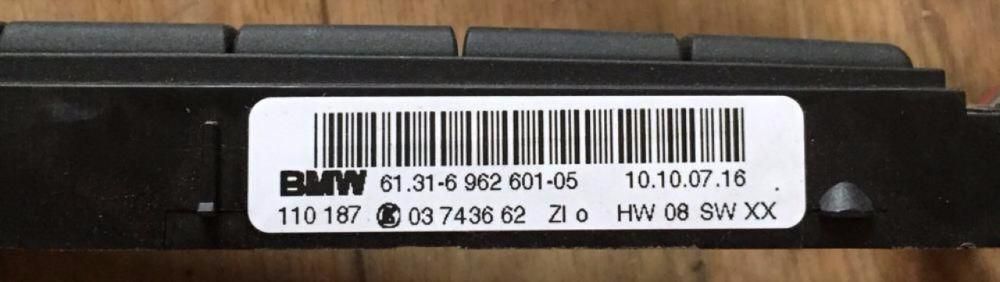 BMW 61.31-6 962 601-05 10.10.07.16
110 187 K 03 7436 62 ZI o HW 08 SW XX